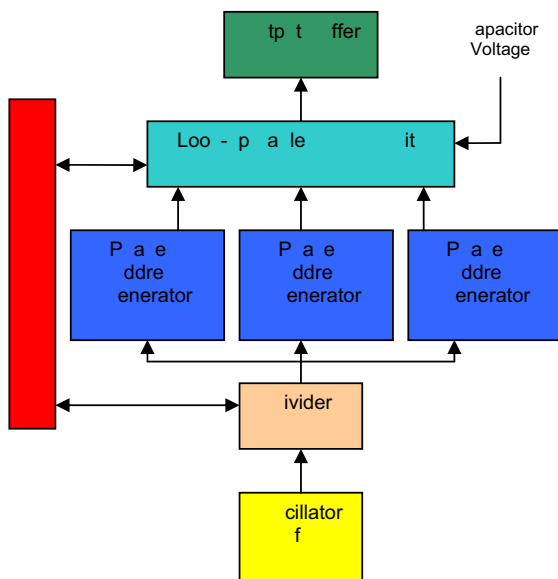 tp t ffer
apacitor
Voltage
Loo - p a le it
P a e
ddre
enerator
P a e
ddre
enerator
P a e
ddre
enerator
ivider
cillator
f